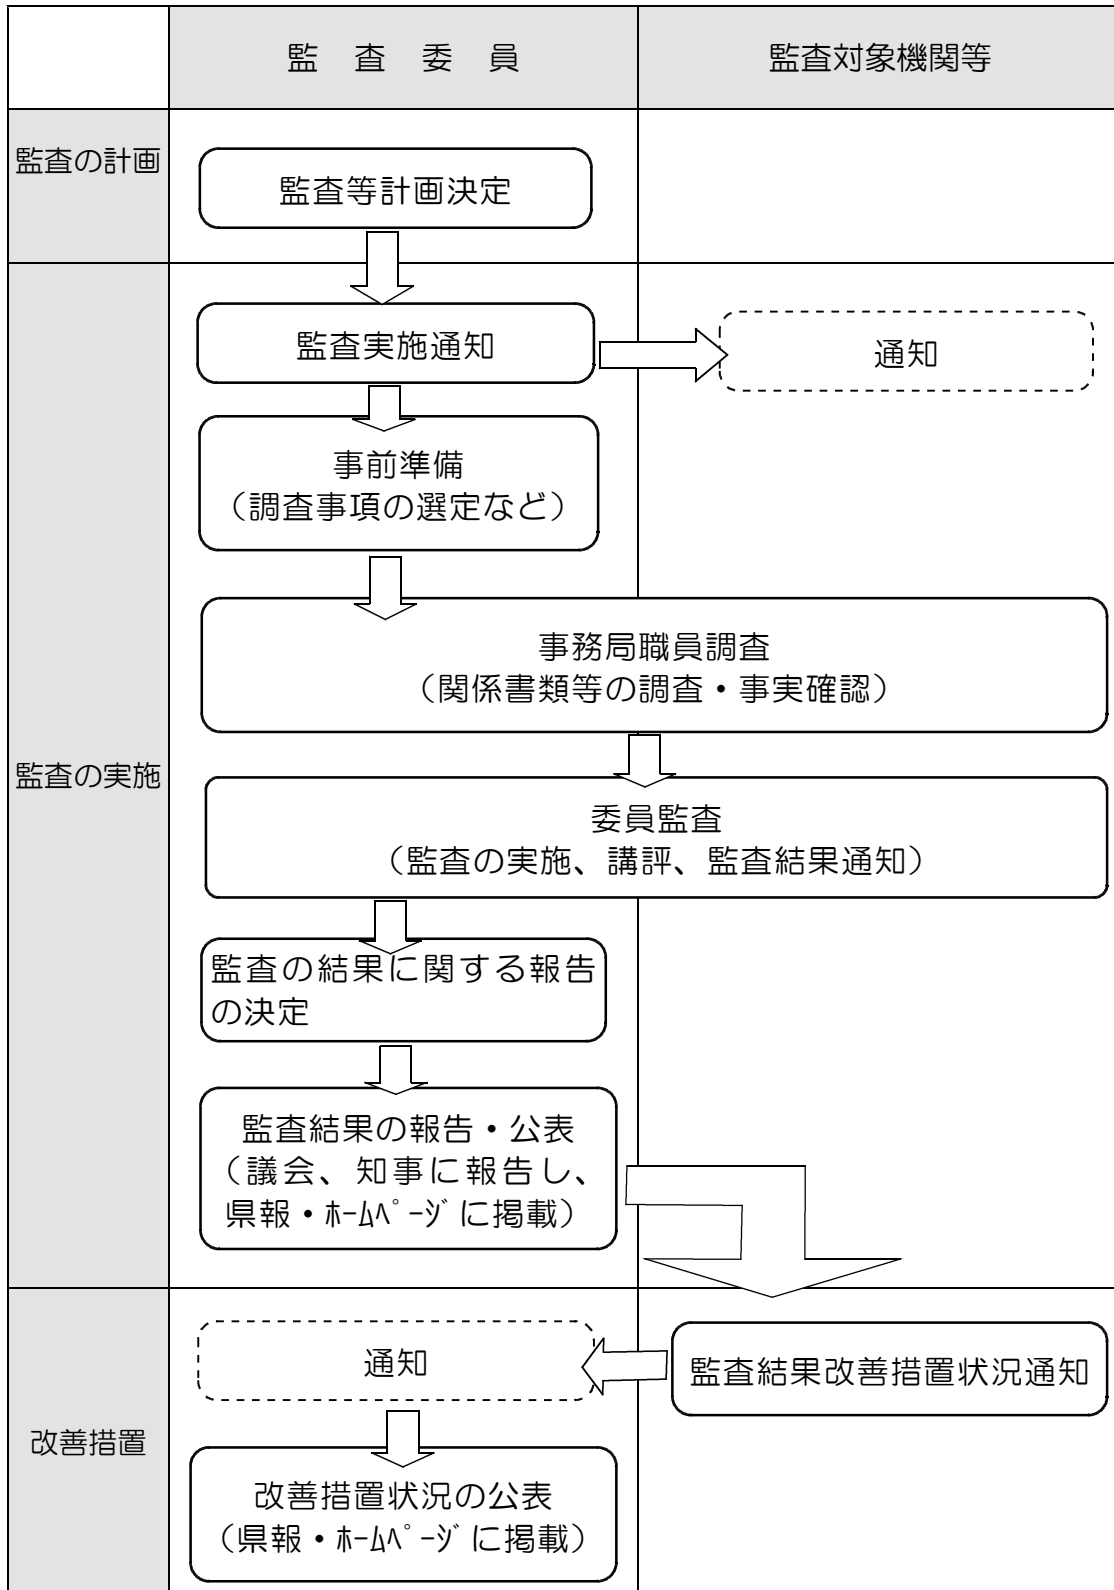 監　査　委　員
監査対象機関等
監査の計画
監査等計画決定
監査実施通知
通知
事前準備
（調査事項の選定など）
事務局職員調査
（関係書類等の調査・事実確認）
監査の実施
委員監査
（監査の実施、講評、監査結果通知）
監査の結果に関する報告
の決定
監査結果の報告・公表
（議会、知事に報告し、
県報・ﾎｰﾑﾍﾟｰｼﾞに掲載）
改善措置
通知
監査結果改善措置状況通知
改善措置状況の公表
（県報・ﾎｰﾑﾍﾟｰｼﾞに掲載）